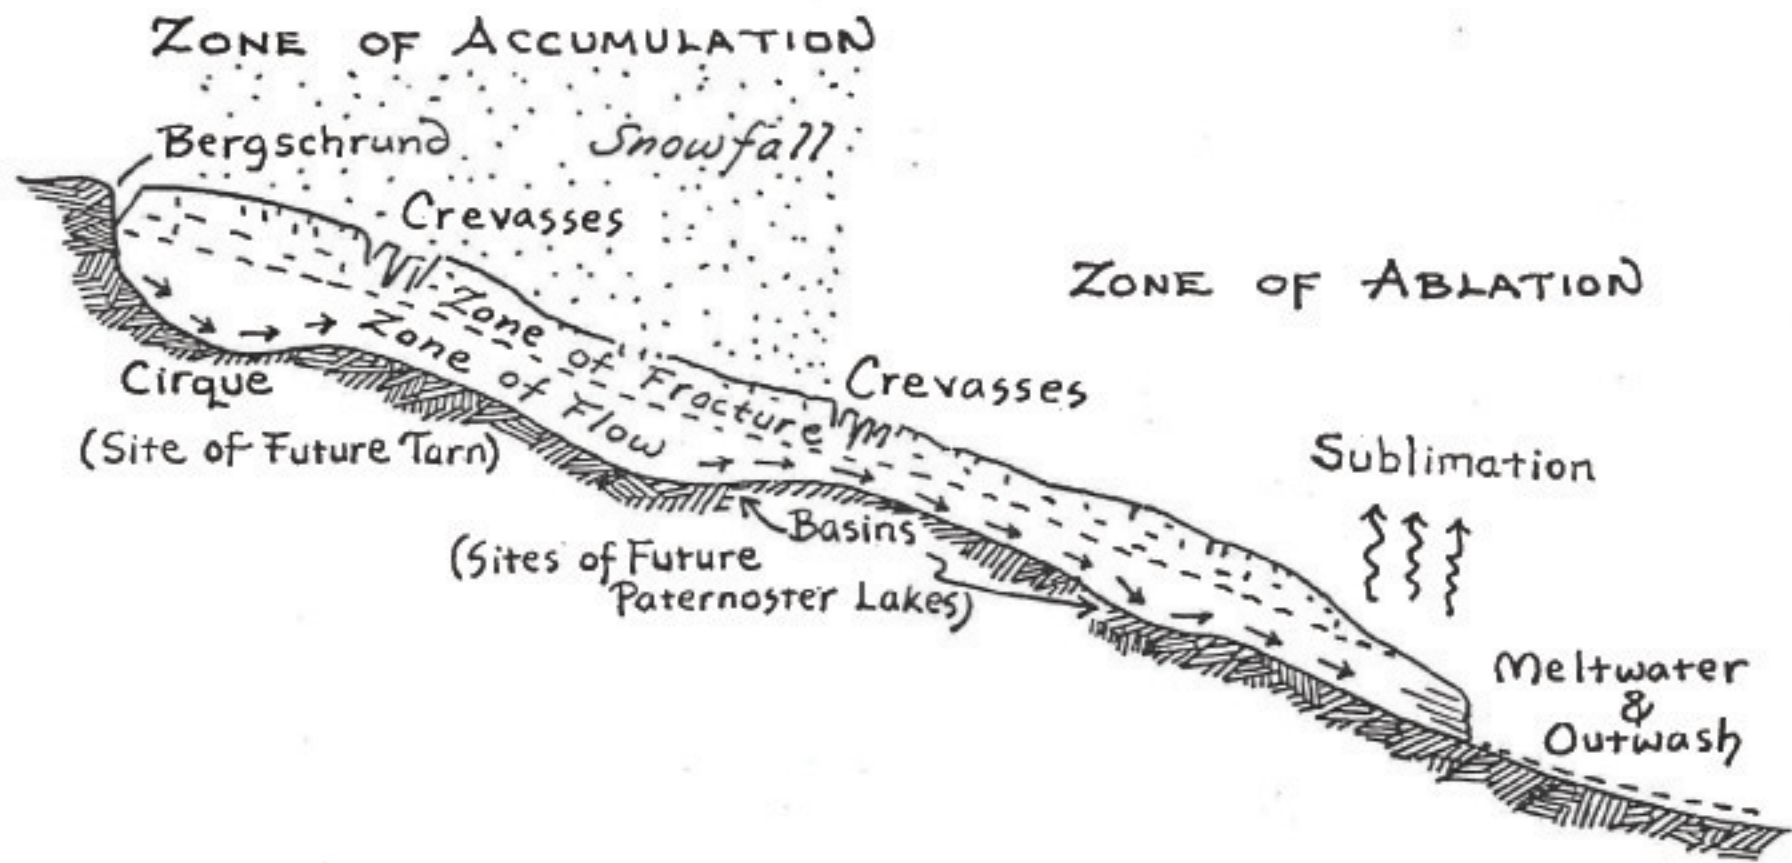 ZONE OF ACCUMULATION
Bergschrund
Snowfall
Crevasses
ZONE OF ABLATION
Zone of Fracture
Zone of Flow
Cirque
(Site of Future Tarn)
Crevasses
Sublimation
Basins
(Sites of Future
Paternoster Lakes)
Meltwater
&
Outwash